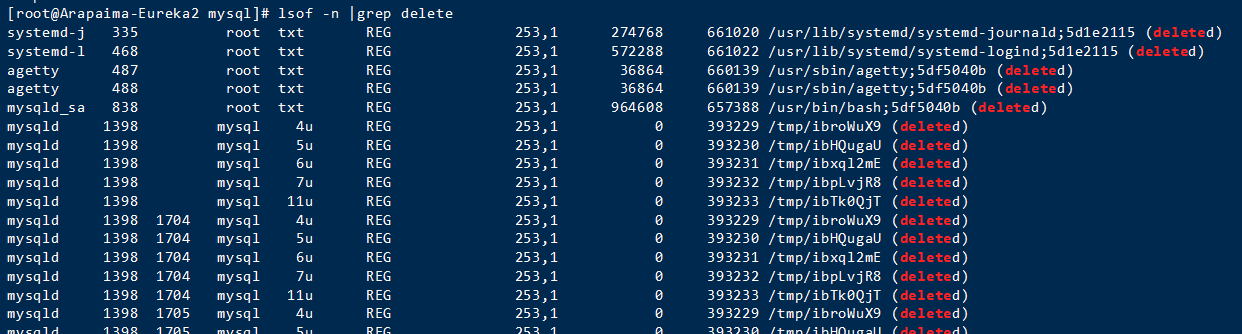 [root@Arapaima-Eureka2 mysql]# lsof -n |grep delete
systemd-j 335 root txt REG 253,1 274768 661020 /usr/lib/systemd/systemd-journald;5d1e2115 (deleted)
systemd-l 468 root txt REG 253,1 572288 661022 /usr/lib/systemd/systemd-logind;5d1e2115 (deleted)
agetty 487 root txt REG 253,1 36864 660139 /usr/sbin/agetty;5df5040b (deleted)
agetty 488 root txt REG 253,1 36864 660139 /usr/sbin/agetty;5df5040b (deleted)
mysqld_sa 838 root txt REG 253,1 964608 657388 /usr/bin/bash;5df5040b (deleted)
mysqld 1398 mysql 4u REG 253,1 0 393229 /tmp/ibroWuX9 (deleted)
mysqld 1398 mysql 5u REG 253,1 0 393230 /tmp/ibHQugaU (deleted)
mysqld 1398 mysql 6u REG 253,1 0 393231 /tmp/ibxql2mE (deleted)
mysqld 1398 mysql 7u REG 253,1 0 393232 /tmp/ibpLvjR8 (deleted)
mysqld 1398 mysql 11u REG 253,1 0 393233 /tmp/ibTk0QjT (deleted)
mysqld 1398 1704 mysql 4u REG 253,1 0 393229 /tmp/ibroWuX9 (deleted)
mysqld 1398 1704 mysql 5u REG 253,1 0 393230 /tmp/ibHQugaU (deleted)
mysqld 1398 1704 mysql 6u REG 253,1 0 393231 /tmp/ibxql2mE (deleted)
mysqld 1398 1704 mysql 7u REG 253,1 0 393232 /tmp/ibpLvjR8 (deleted)
mysqld 1398 1704 mysql 11u REG 253,1 0 393233 /tmp/ibTk0QjT (deleted)
mysqld 1398 1705 mysql 4u REG 253,1 0 393229 /tmp/ibroWuX9 (deleted)
mysqld 1398 1705 mysql 5u REG 253,1 0 393230 /tmp/ibHQugaU (deleted)